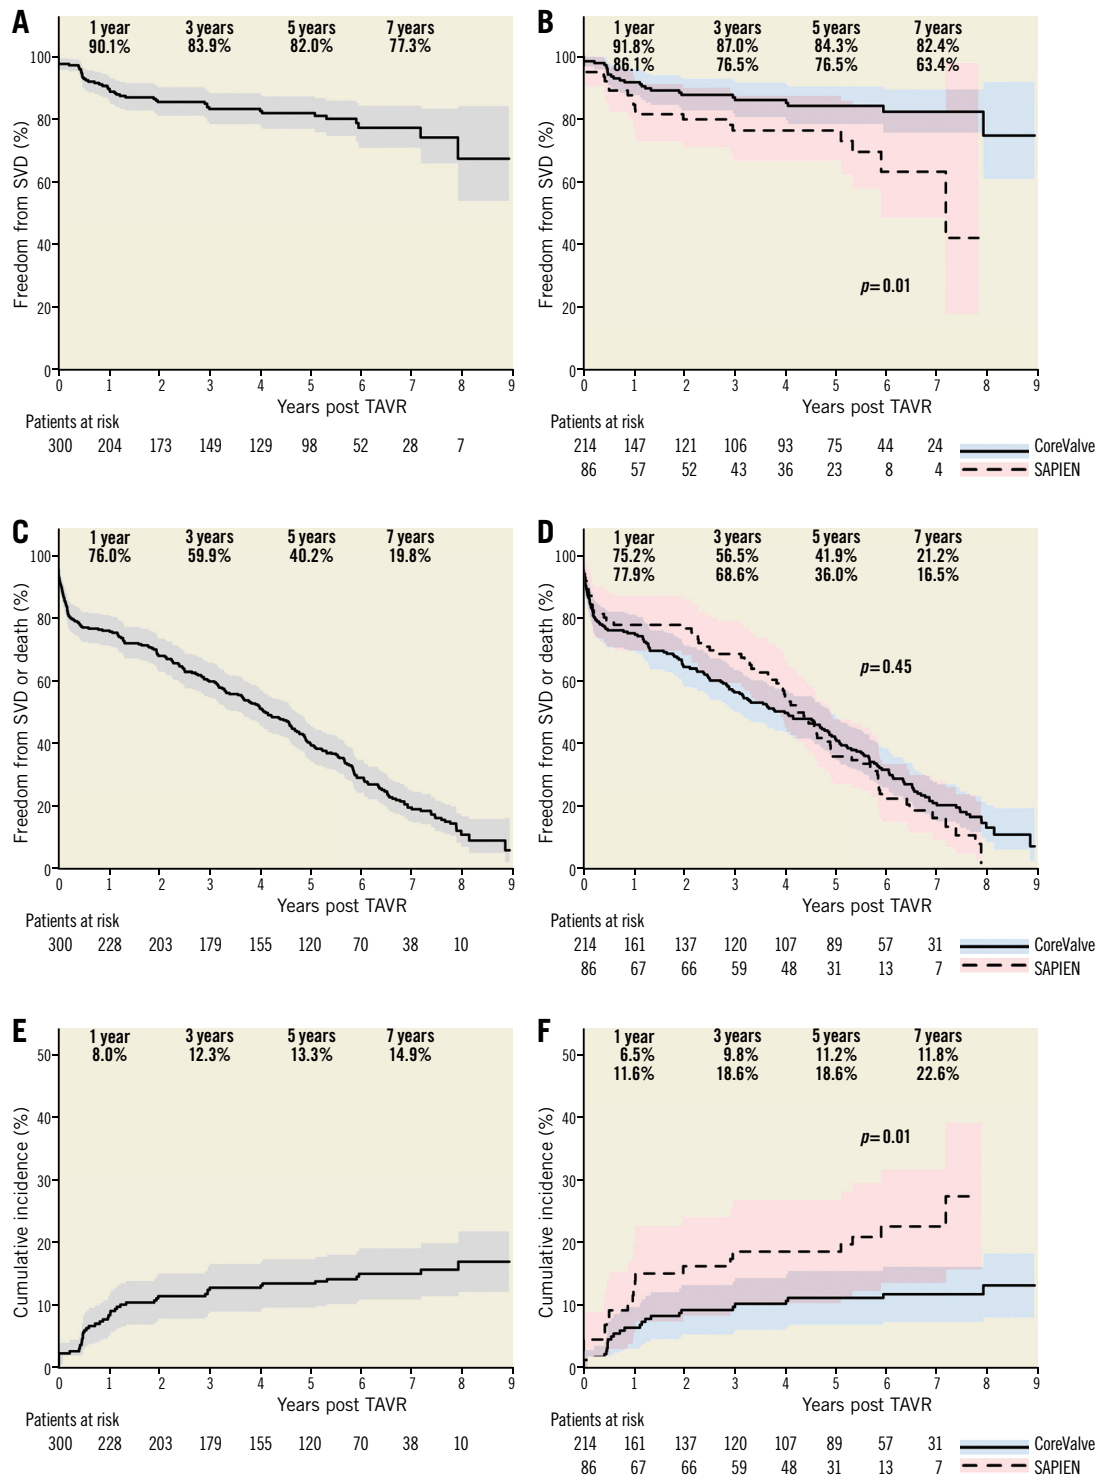 A
1 year 3 years 5 years 7 years
90.1% 83.9% 82.0% 77.3%
Freedom from SVD (%)
100
80
60
40
20
0
0 1 2 3 4 5 6 7 8 9
Years post TAVR
Patients at risk
300 204 173 149 129 98 52 28 7
B
1 year 3 years 5 years 7 years
91.8% 87.0% 84.3% 82.4%
86.1% 76.5% 76.5% 63.4%
Freedom from SVD (%)
100
80
60
40
20
0
p=0.01
0 1 2 3 4 5 6 7 8 9
Years post TAVR
Patients at risk
214 147 121 106 93 75 44 24 CoreValve
86 57 52 43 36 23 8 4 SAPIEN
C
1 year 3 years 5 years 7 years
76.0% 59.9% 40.2% 19.8%
Freedom from SVD or death (%)
100
80
60
40
20
0
0 1 2 3 4 5 6 7 8 9
Years post TAVR
Patients at risk
300 228 203 179 155 120 70 38 10
D
1 year 3 years 5 years 7 years
75.2% 56.5% 41.9% 21.2%
77.9% 68.6% 36.0% 16.5%
Freedom from SVD or death (%)
100
80
60
40
20
0
p=0.45
0 1 2 3 4 5 6 7 8 9
Years post TAVR
Patients at risk
214 161 137 120 107 89 57 31 CoreValve
86 67 66 59 48 31 13 7 SAPIEN
E
1 year 3 years 5 years 7 years
8.0% 12.3% 13.3% 14.9%
Cumulative incidence (%)
50
40
30
20
10
0
0 1 2 3 4 5 6 7 8 9
Years post TAVR
Patients at risk
300 228 203 179 155 120 70 38 10
F
1 year 3 years 5 years 7 years
6.5% 9.8% 11.2% 11.8%
11.6% 18.6% 18.6% 22.6%
Cumulative incidence (%)
50
40
30
20
10
0
p=0.01
0 1 2 3 4 5 6 7 8 9
Years post TAVR
Patients at risk
214 161 137 120 107 89 57 31 CoreValve
86 67 66 59 48 31 13 7 SAPIEN